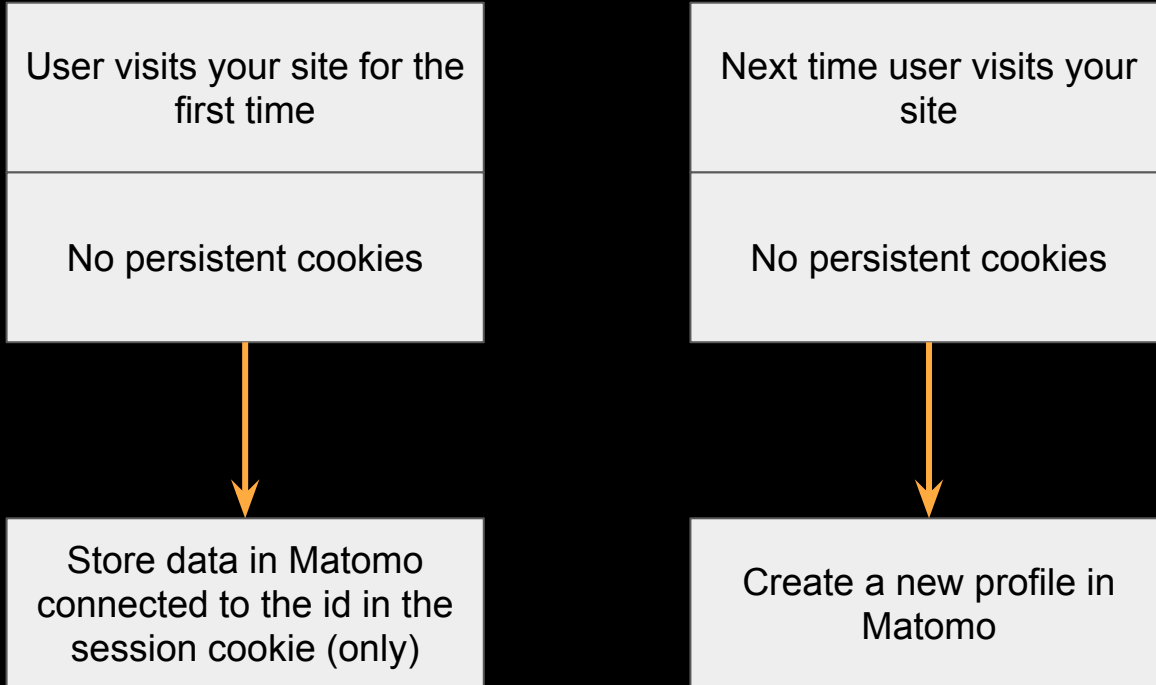 User visits your site for the
first time
No persistent cookies
Store data in Matomo
connected to the id in the
session cookie (only)
Next time user visits your
site
No persistent cookies
Create a new profile in
Matomo